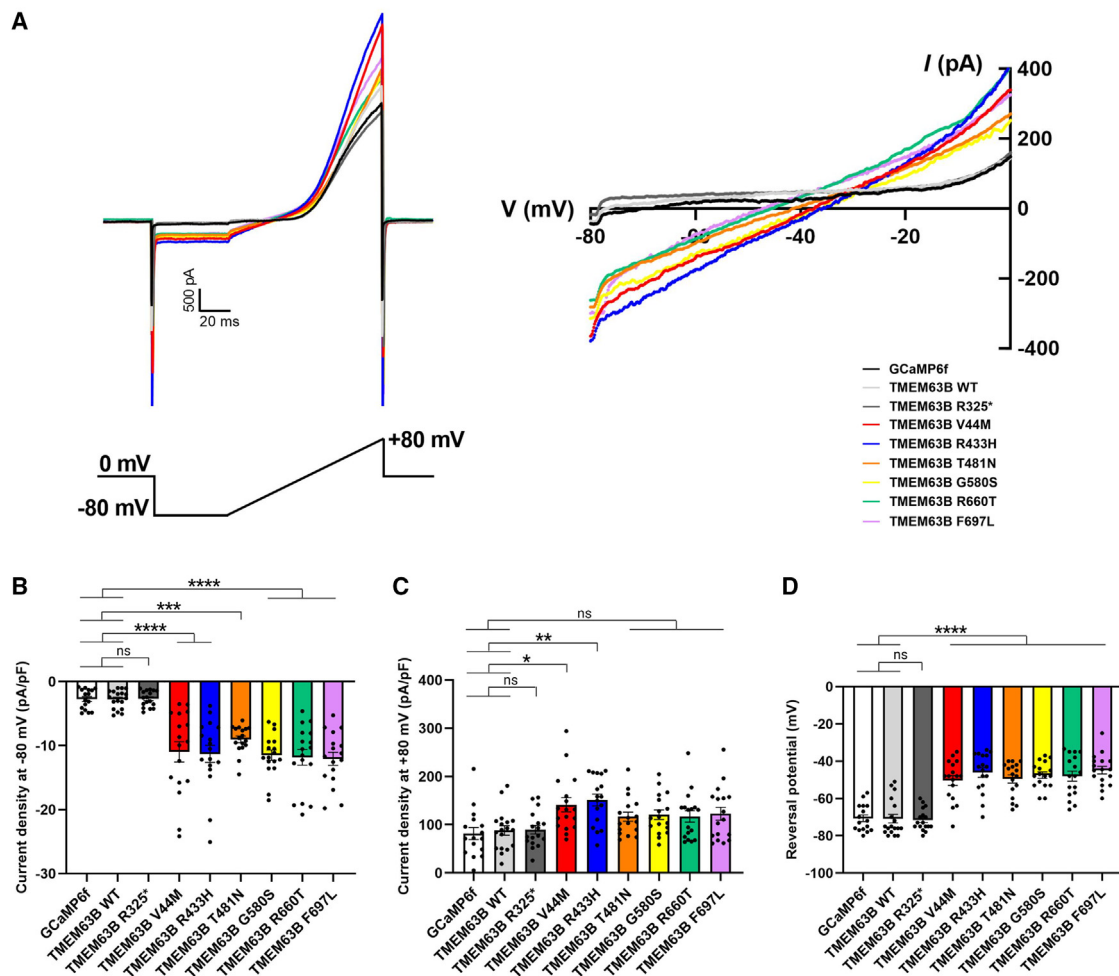 A
500 pA
20 ms
0 mV
-80 mV
+80 mV
I (pA)
V (mV)
400
200
0
-200
-400
-80
-60
-40
-20
GCaMP6f
TMEM63B WT
TMEM63B R325*
TMEM63B V44M
TMEM63B R433H
TMEM63B T481N
TMEM63B G580S
TMEM63B R660T
TMEM63B F697L
B
****
***
****
ns
Current density at -80 mV (pA/pF)
0
-10
-20
-30
GCaMP6f
TMEM63B WT
TMEM63B R325*
TMEM63B V44M
TMEM63B R433H
TMEM63B T481N
TMEM63B G580S
TMEM63B R660T
TMEM63B F697L
C
ns
**
*
ns
Current density at +80 mV (pA/pF)
400
300
200
100
0
GCaMP6f
TMEM63B WT
TMEM63B R325*
TMEM63B V44M
TMEM63B R433H
TMEM63B T481N
TMEM63B G580S
TMEM63B R660T
TMEM63B F697L
D
****
ns
Reversal potential (mV)
0
-20
-40
-60
-80
-100
GCaMP6f
TMEM63B WT
TMEM63B R325*
TMEM63B V44M
TMEM63B R433H
TMEM63B T481N
TMEM63B G580S
TMEM63B R660T
TMEM63B F697L